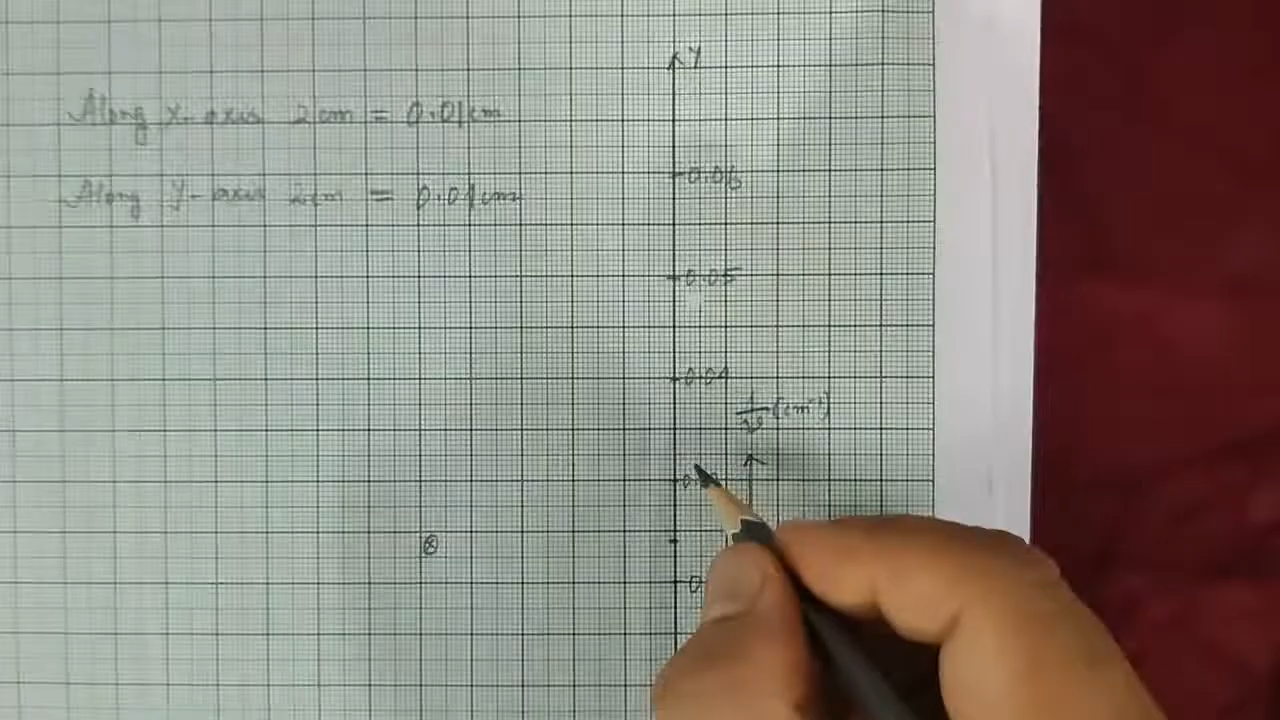 Along X-axis 2cm = 0.01cm
Along Y-axis 2cm = 0.01cm
Y
0.06
0.05
0.04
1/v (cm⁻¹)